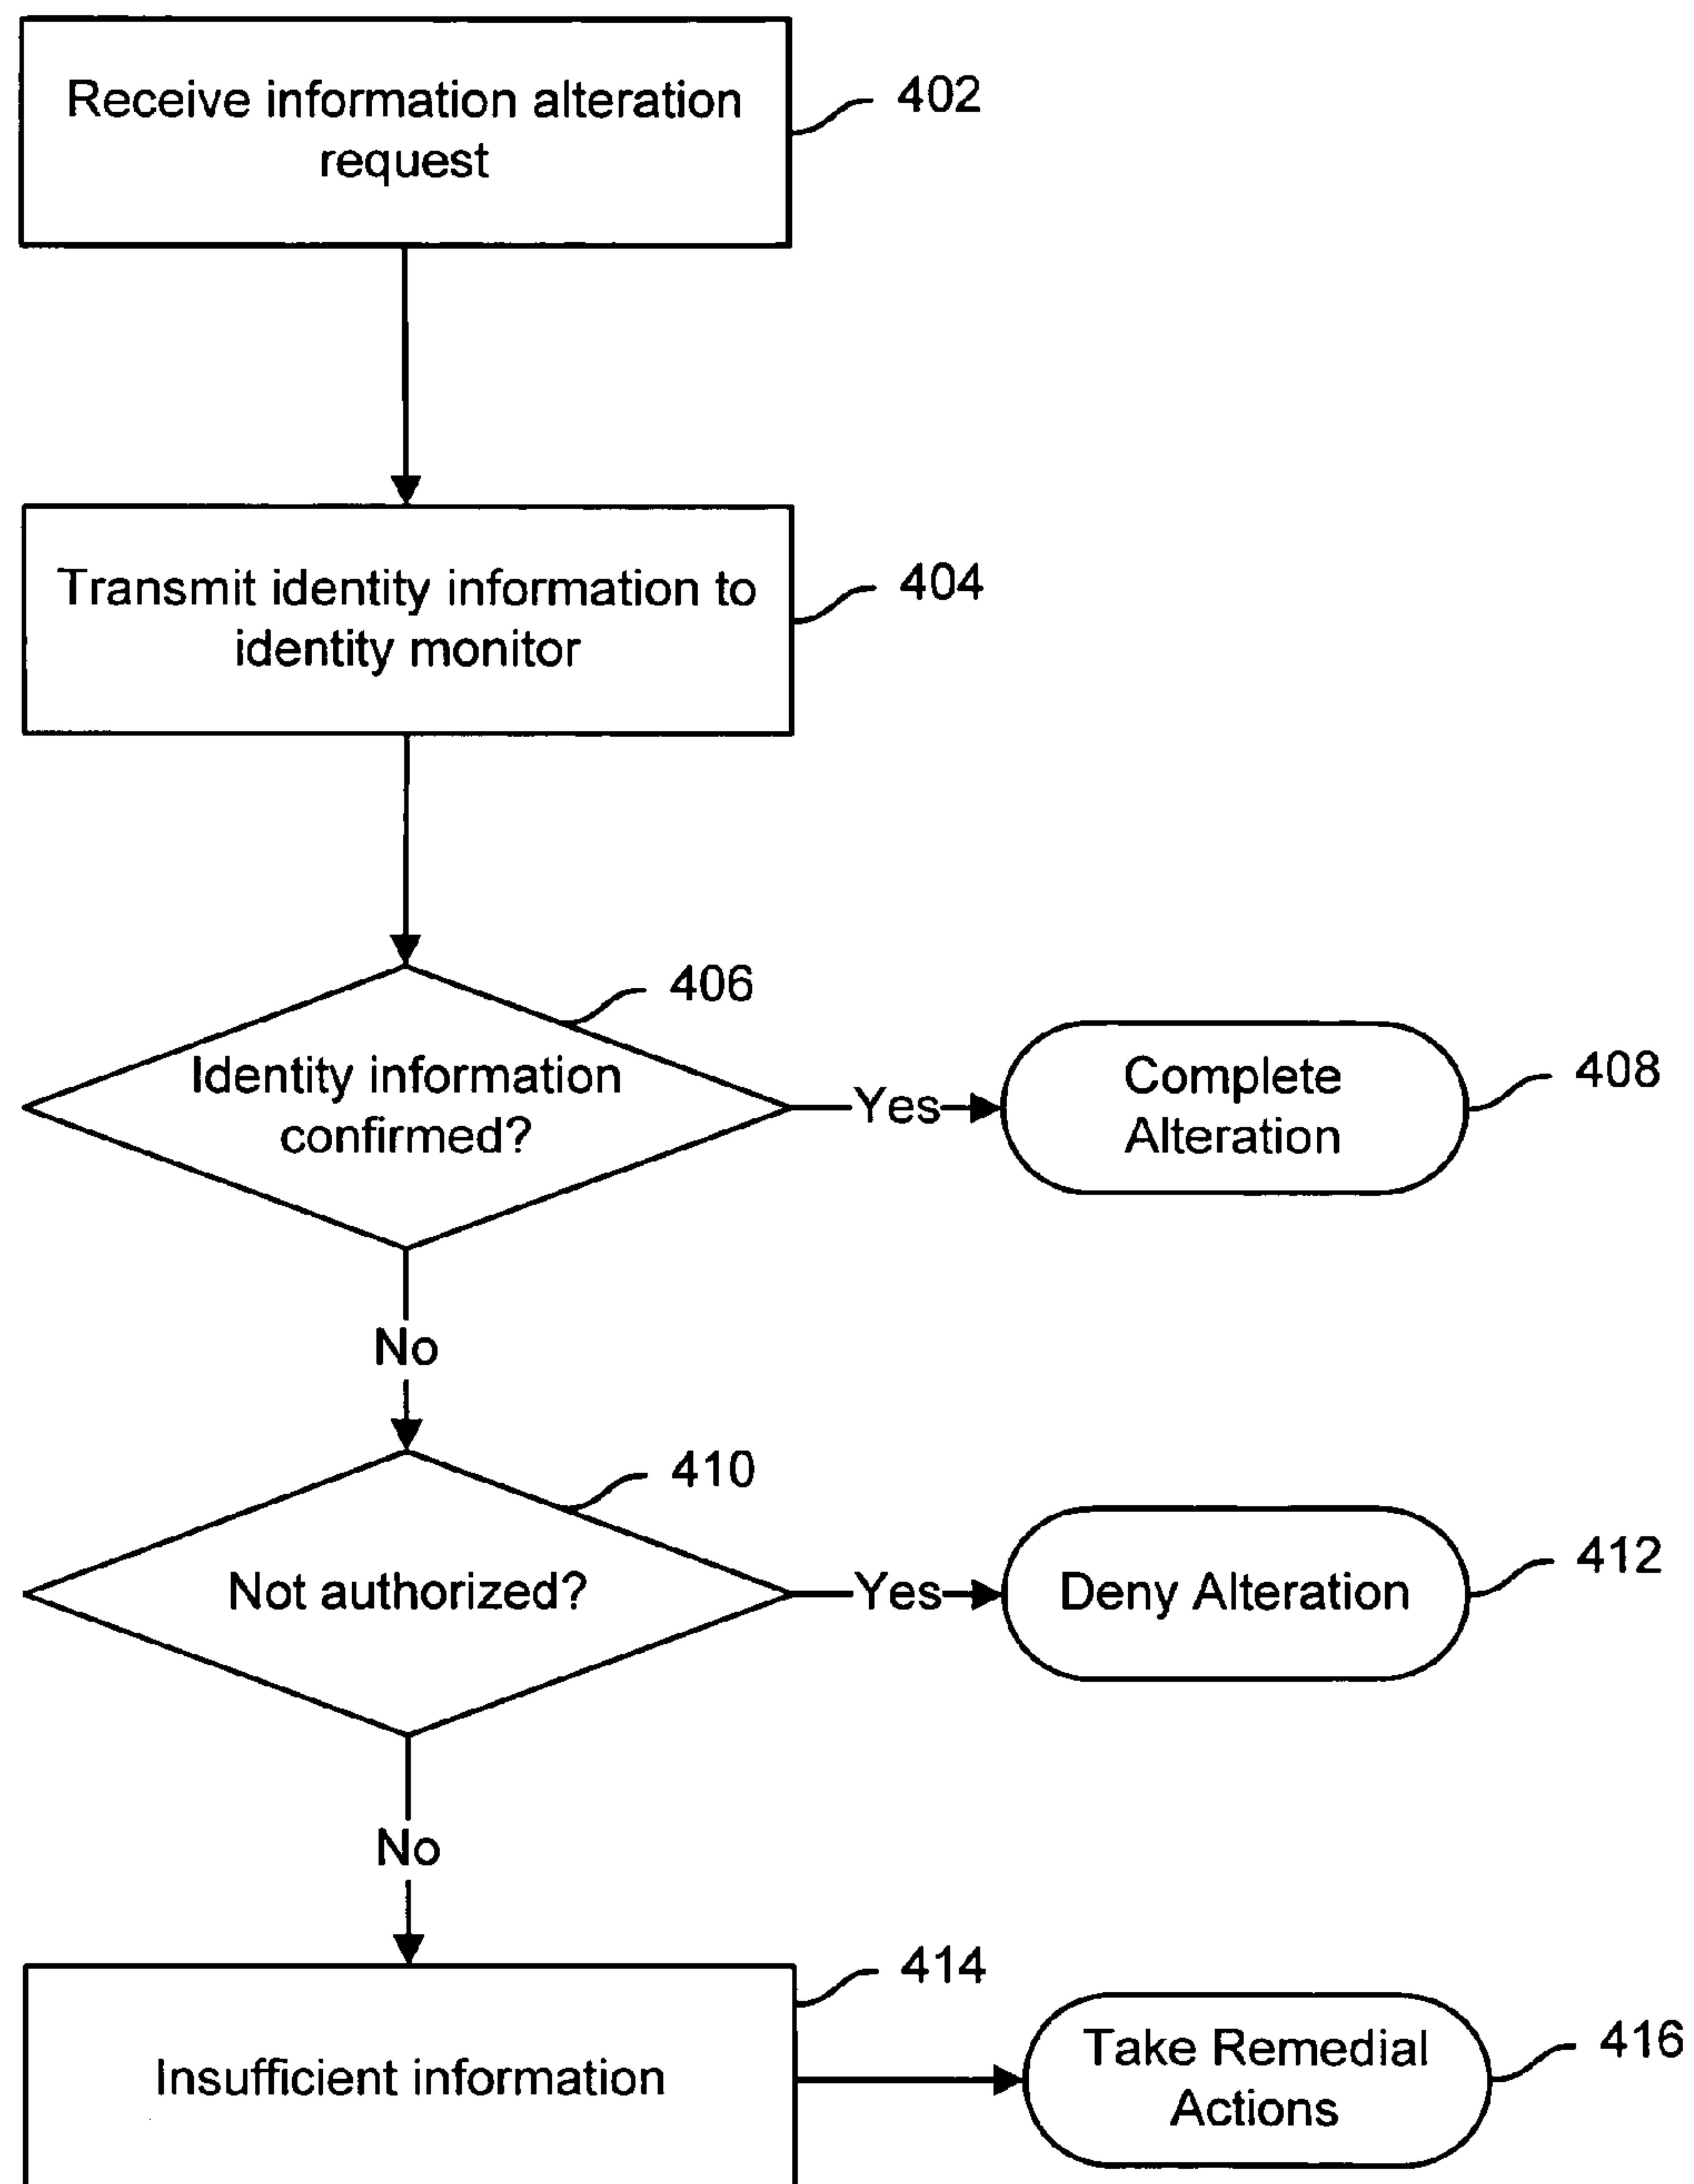 Receive information alteration
request
402
Transmit identity information to
identity monitor
404
406
Identity information
confirmed?
Yes
Complete
Alteration
408
No
410
Not authorized?
Yes
Deny Alteration
412
No
414
Insufficient information
Take Remedial
Actions
416